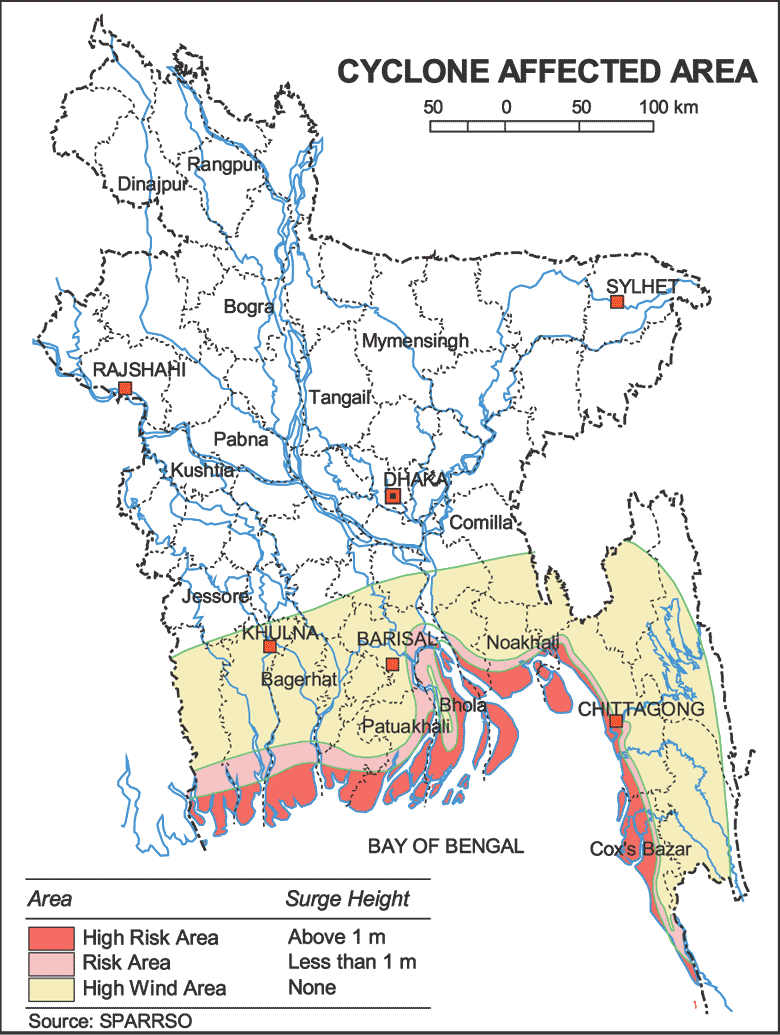 CYCLONE AFFECTED AREA
50 0 50 100 km
Rangpur
Dinajpur
SYLHET
Bogra
Mymensingh
RAJSHAHI
Tangail
Pabna
Kushtia
DHAKA
Comilla
Jessore
KHULNA
BARISAL
Noakhali
Bagerhat
Bhola
CHITTAGONG
Patuakhali
BAY OF BENGAL
Cox's Bazar
Area Surge Height
High Risk Area Above 1 m
Risk Area Less than 1 m
High Wind Area None
Source: SPARRSO